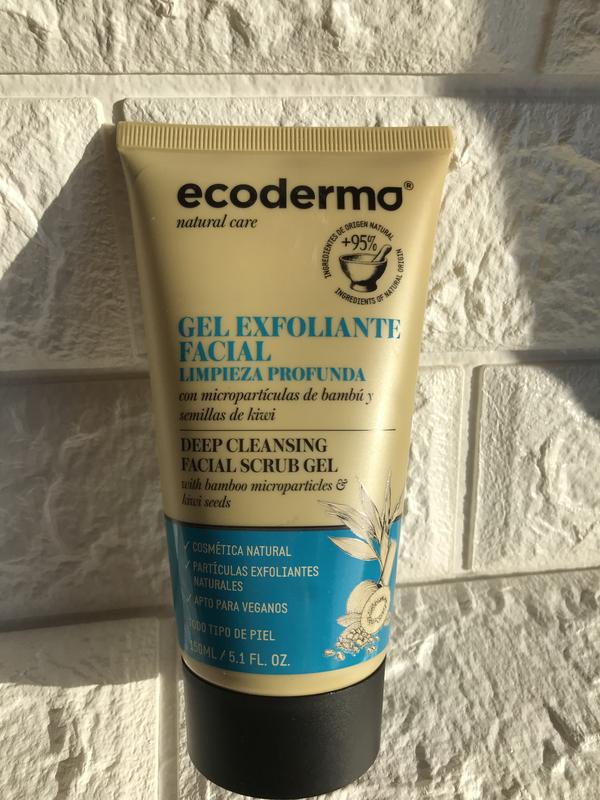 ecoderma®
natural care
INGREDIENTES DE ORIGEN NATURAL
+95%
INGREDIENTS OF NATURAL ORIGIN
GEL EXFOLIANTE
FACIAL
LIMPIEZA PROFUNDA
con micropartículas de bambú y
semillas de kiwi
DEEP CLEANSING
FACIAL SCRUB GEL
with bamboo microparticles &
kiwi seeds
✓ COSMÉTICA NATURAL
✓ PARTÍCULAS EXFOLIANTES
NATURALES
✓ APTO PARA VEGANOS
TODO TIPO DE PIEL
150ML / 5.1 FL. OZ.